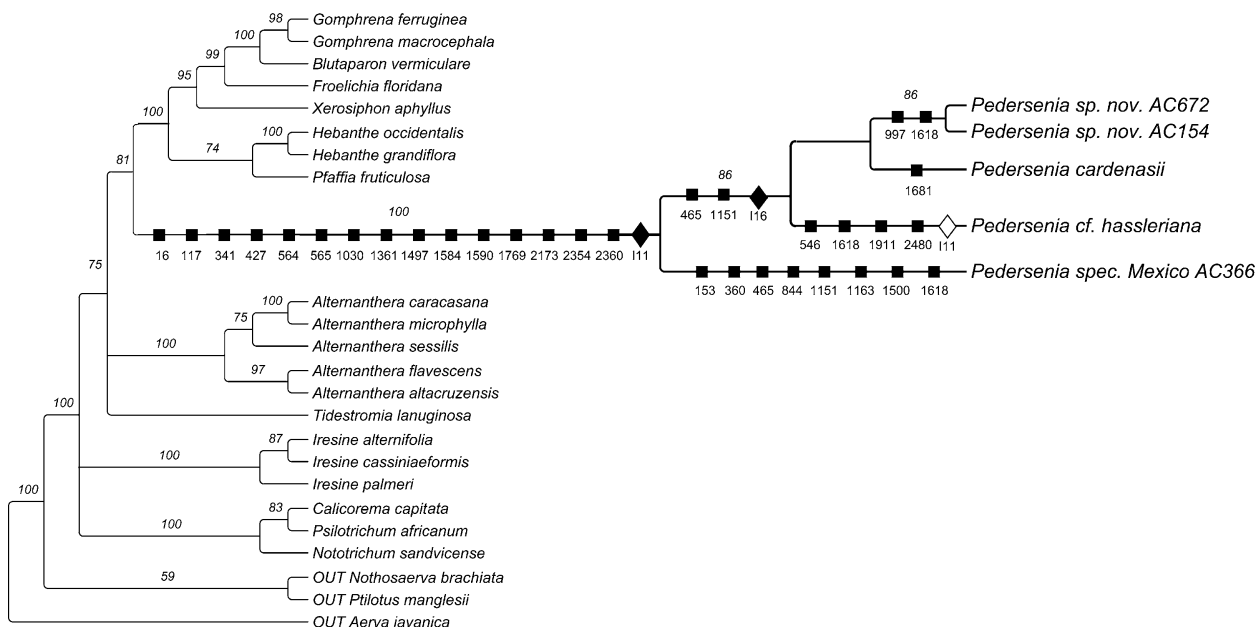 98
Gomphrena ferruginea
Gomphrena macrocephala
100
Blutaparon vermiculare
99
Froelichia floridana
95
Xerosiphon aphyllus
100
Hebanthe occidentalis
100
Hebanthe grandiflora
74
Pfaffia fruticulosa
81
86
Pedersenia sp. nov. AC672
997 1618
Pedersenia sp. nov. AC154
Pedersenia cardenasii
1681
86
465 1151 I16
Pedersenia cf. hassleriana
546 1618 1911 2480 I11
100
16 117 341 427 564 565 1030 1361 1497 1584 1590 1769 2173 2354 2360 I11
Pedersenia spec. Mexico AC366
153 360 465 844 1151 1163 1500 1618
75
100
Alternanthera caracasana
Alternanthera microphylla
75
Alternanthera sessilis
100
97
Alternanthera flavescens
Alternanthera altacruzensis
Tidestromia lanuginosa
100
87
Iresine alternifolia
Iresine cassiniaeformis
100
Iresine palmeri
83
Calicorema capitata
Psilotrichum africanum
100
Nototrichum sandvicense
100
59
OUT Nothosaerva brachiata
OUT Ptilotus manglesii
OUT Aerva javanica